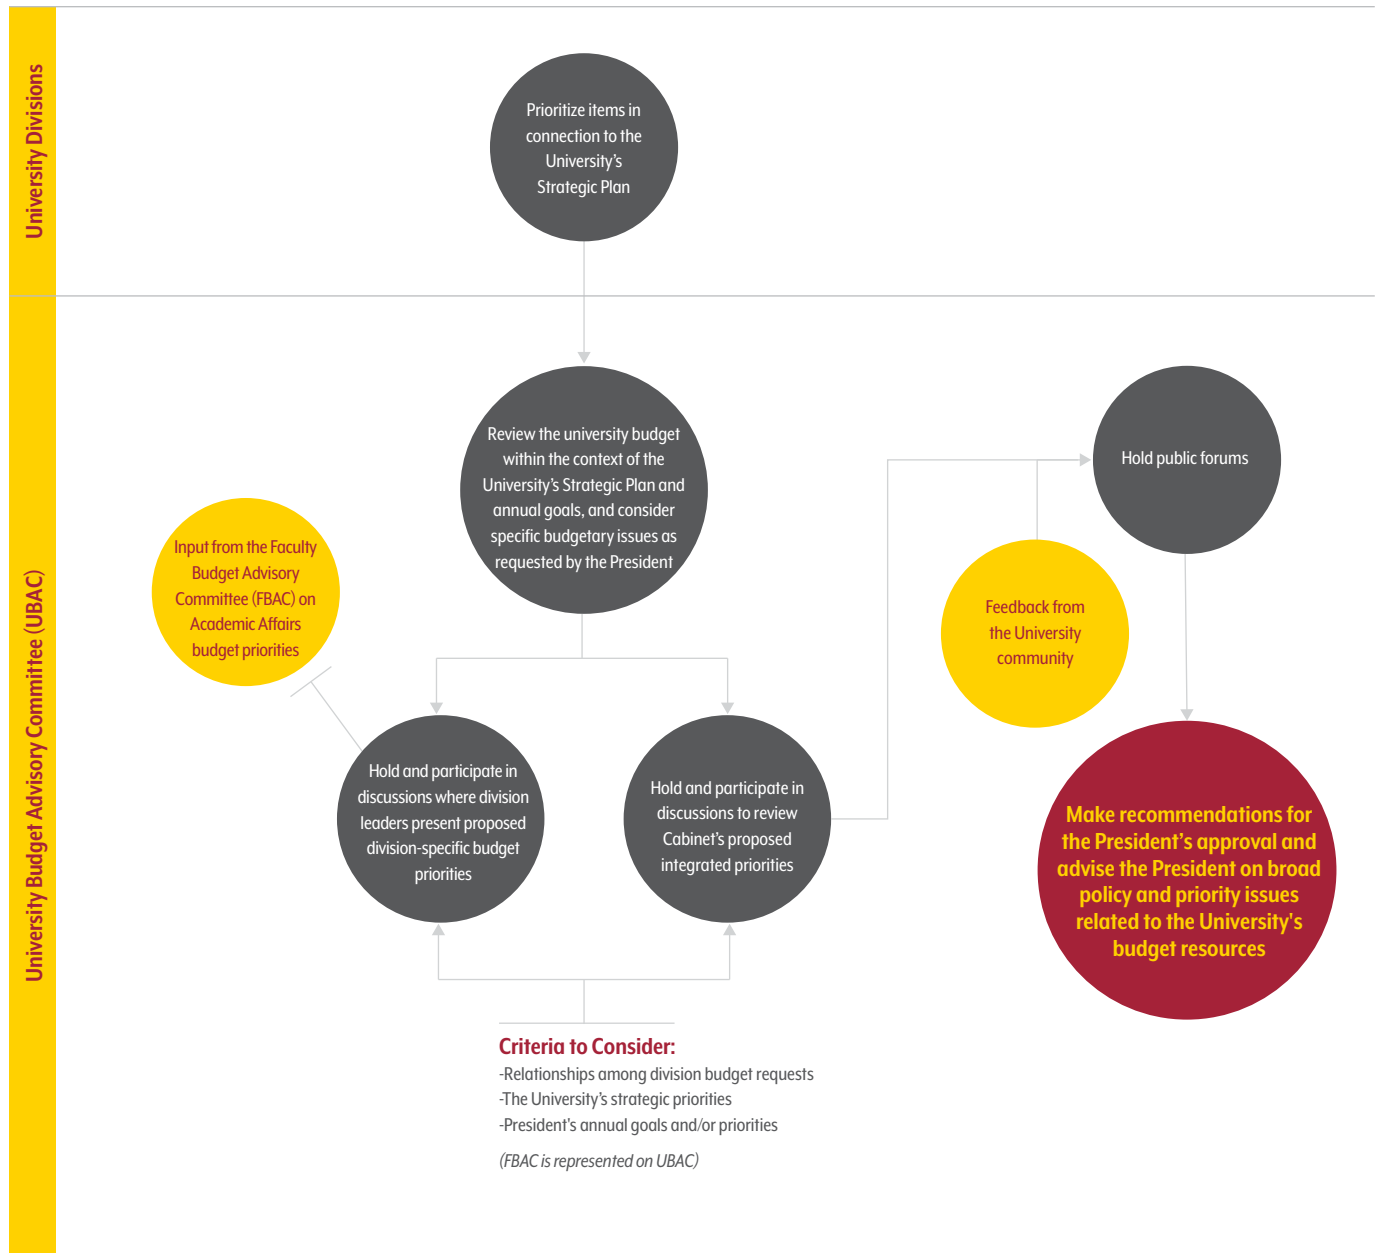 University Divisions
Prioritize items in
connection to the
University’s
Strategic Plan
University Budget Advisory Committee (UBAC)
Review the university budget
within the context of the
University’s Strategic Plan and
annual goals, and consider
specific budgetary issues as
requested by the President
Hold public forums
Input from the Faculty
Budget Advisory
Committee (FBAC) on
Academic Affairs
budget priorities
Feedback from
the University
community
Hold and participate in
discussions where division
leaders present proposed
division-specific budget
priorities
Hold and participate in
discussions to review
Cabinet’s proposed
integrated priorities
Make recommendations for
the President’s approval and
advise the President on broad
policy and priority issues
related to the University's
budget resources
Criteria to Consider:
-Relationships among division budget requests
-The University’s strategic priorities
-President's annual goals and/or priorities
(FBAC is represented on UBAC)